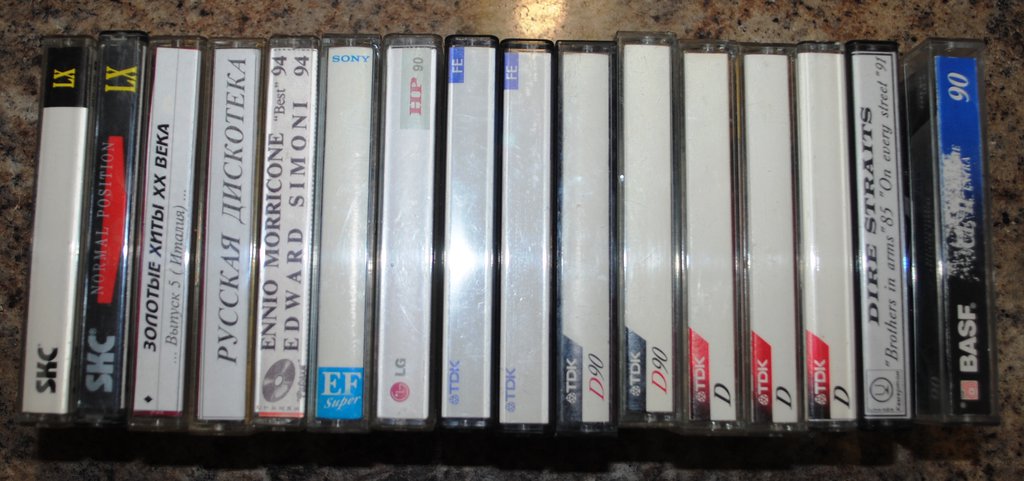 LX
SKC
LX
NORMAL POSITION
SKC
ЗОЛОТЫЕ ХИТЫ ХХ ВЕКА
... Выпуск 5 ( Италия) ...
РУССКАЯ ДИСКОТЕКА
ENNIO MORRICONE "Best" 94
EDWARD SIMONI 94
SONY
EF
Super
HP 90
LG
FE
TDK
FE
TDK
TDK
D90
TDK
D90
TDK
D
TDK
D
TDK
D
DIRE STRAITS
"Brothers in arms"85 "On every street"91
90
EXTRA
BASF